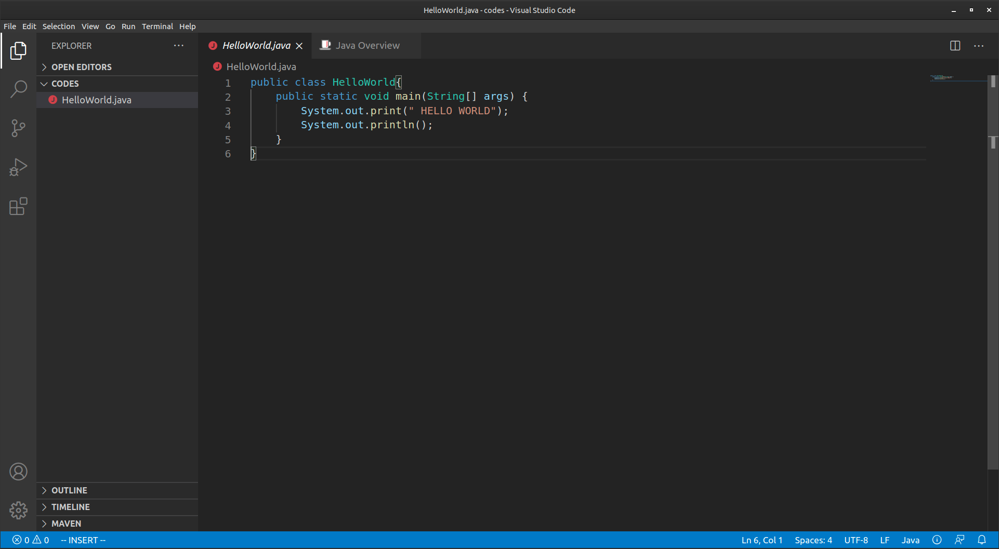 HelloWorld.java - codes - Visual Studio Code
File Edit Selection View Go Run Terminal Help
EXPLORER
OPEN EDITORS
CODES
HelloWorld.java
OUTLINE
TIMELINE
MAVEN
HelloWorld.java
Java Overview
HelloWorld.java
1 public class HelloWorld{
2     public static void main(String[] args) {
3         System.out.print(" HELLO WORLD");
4         System.out.println();
5     }
6 }
0 0 -- INSERT -- Ln 6, Col 1 Spaces: 4 UTF-8 LF Java